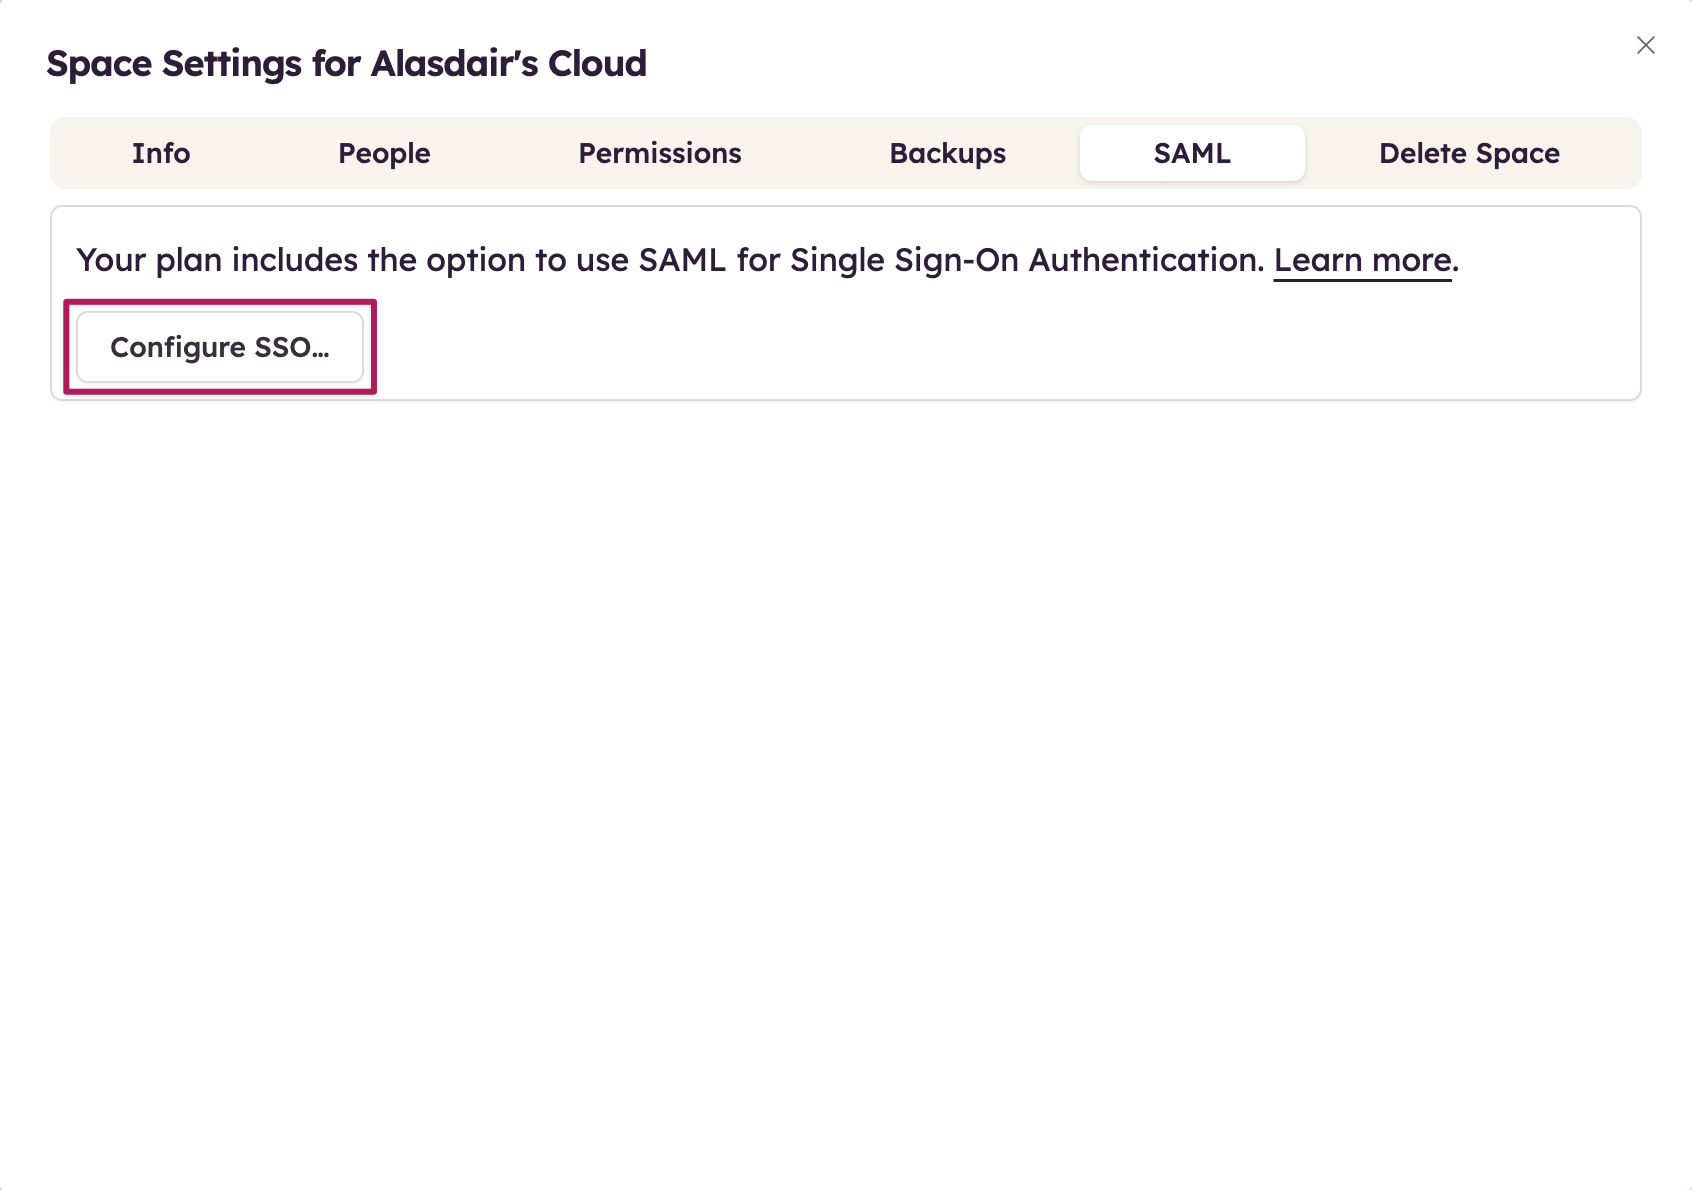 Space Settings for Alasdair's Cloud
Info People Permissions Backups SAML Delete Space
Your plan includes the option to use SAML for Single Sign-On Authentication. Learn more.
Configure SSO...